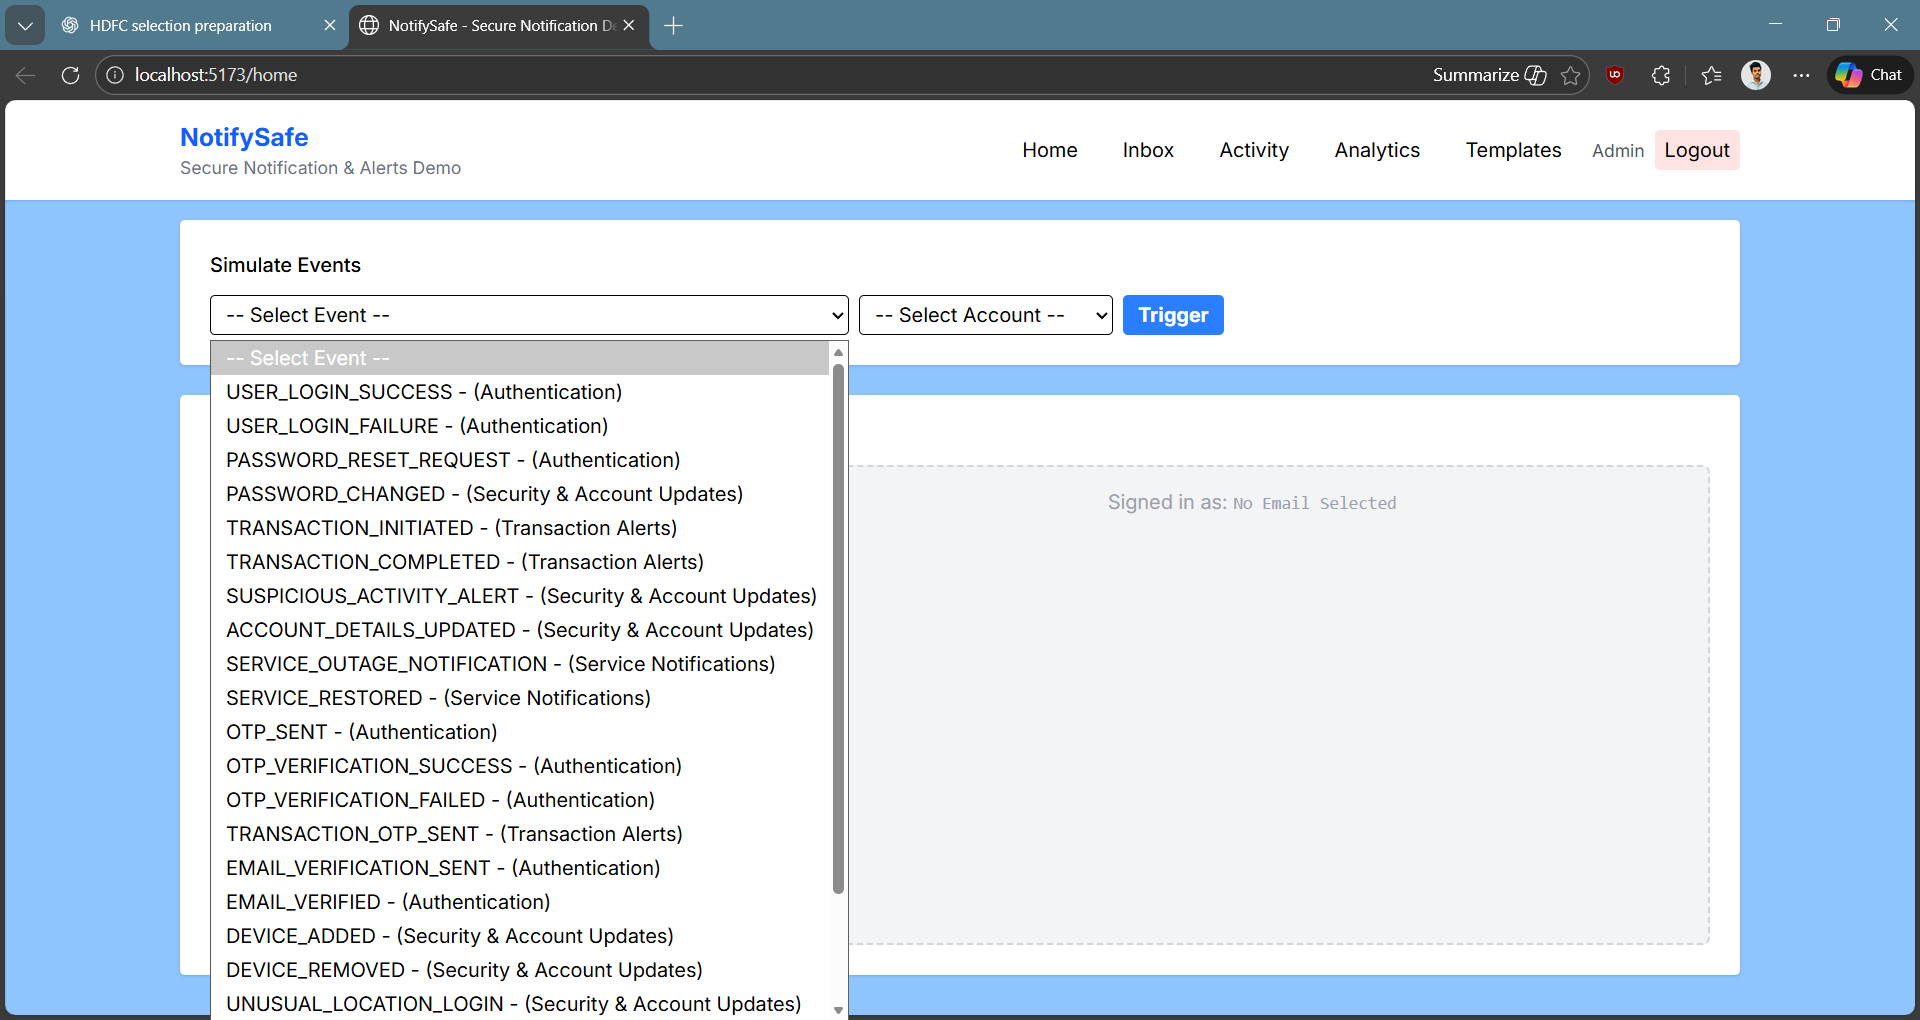 HDFC selection preparation
NotifySafe - Secure Notification De
localhost:5173/home
Summarize
Chat
NotifySafe
Secure Notification & Alerts Demo
Home Inbox Activity Analytics Templates Admin Logout
Simulate Events
-- Select Event --
-- Select Account --
Trigger
-- Select Event --
USER_LOGIN_SUCCESS - (Authentication)
USER_LOGIN_FAILURE - (Authentication)
PASSWORD_RESET_REQUEST - (Authentication)
PASSWORD_CHANGED - (Security & Account Updates)
TRANSACTION_INITIATED - (Transaction Alerts)
TRANSACTION_COMPLETED - (Transaction Alerts)
SUSPICIOUS_ACTIVITY_ALERT - (Security & Account Updates)
ACCOUNT_DETAILS_UPDATED - (Security & Account Updates)
SERVICE_OUTAGE_NOTIFICATION - (Service Notifications)
SERVICE_RESTORED - (Service Notifications)
OTP_SENT - (Authentication)
OTP_VERIFICATION_SUCCESS - (Authentication)
OTP_VERIFICATION_FAILED - (Authentication)
TRANSACTION_OTP_SENT - (Transaction Alerts)
EMAIL_VERIFICATION_SENT - (Authentication)
EMAIL_VERIFIED - (Authentication)
DEVICE_ADDED - (Security & Account Updates)
DEVICE_REMOVED - (Security & Account Updates)
UNUSUAL_LOCATION_LOGIN - (Security & Account Updates)
Signed in as: No Email Selected